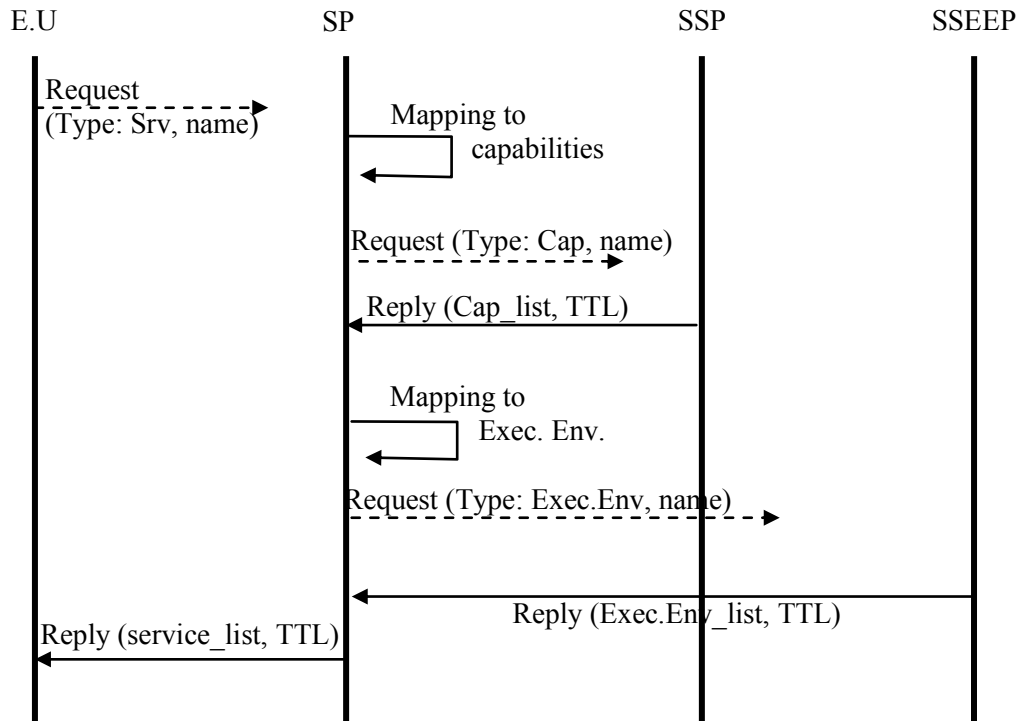 E.U SP SSP SSEEP
Request
(Type: Srv, name)
Mapping to
capabilities
Request (Type: Cap, name)
Reply (Cap_list, TTL)
Mapping to
Exec. Env.
Request (Type: Exec.Env, name)
Reply (Exec.Env_list, TTL)
Reply (service_list, TTL)